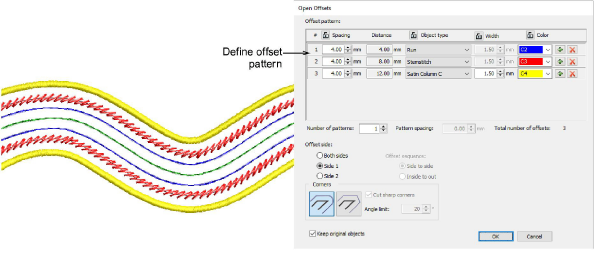 Open Offsets
Offset pattern:
# Spacing Distance Object type Width Color
Define offset pattern
1 4.00 mm 4.00 mm Run 1.50 mm C2
2 4.00 mm 8.00 mm Stemstitch 1.50 mm C3
3 4.00 mm 12.00 mm Satin Column C 1.50 mm C4
Number of patterns: 1 Pattern spacing: 0.00 mm Total number of offsets: 3
Offset side:
Both sides Offset sequence:
Side 1 Side to side
Side 2 Inside to out
Corners
Cut sharp corners
Angle limit: 20 °
Keep original objects
OK Cancel